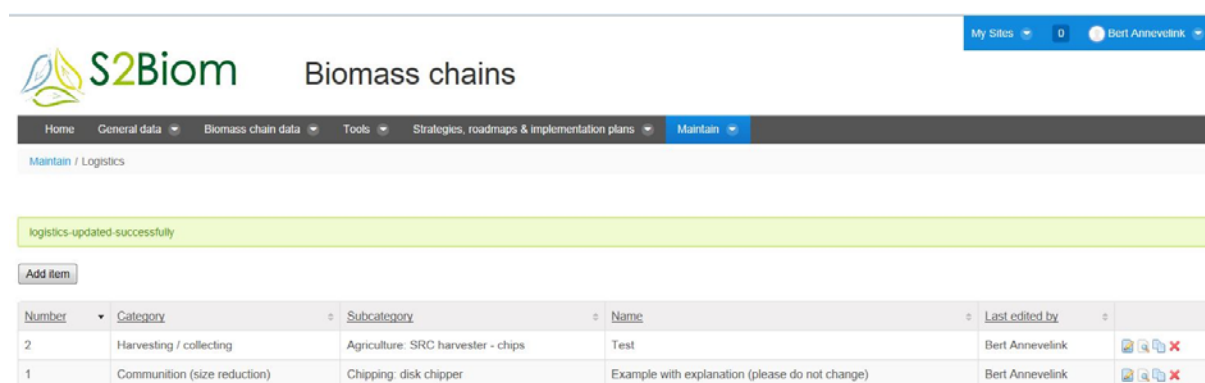 My Sites 0 Bert Annevelink
S2Biom Biomass chains
Home General data Biomass chain data Tools Strategies, roadmaps & implementation plans Maintain
Maintain / Logistics
logistics-updated-successfully
Add item
Number Category Subcategory Name Last edited by
2 Harvesting / collecting Agriculture: SRC harvester - chips Test Bert Annevelink
1 Communition (size reduction) Chipping: disk chipper Example with explanation (please do not change) Bert Annevelink